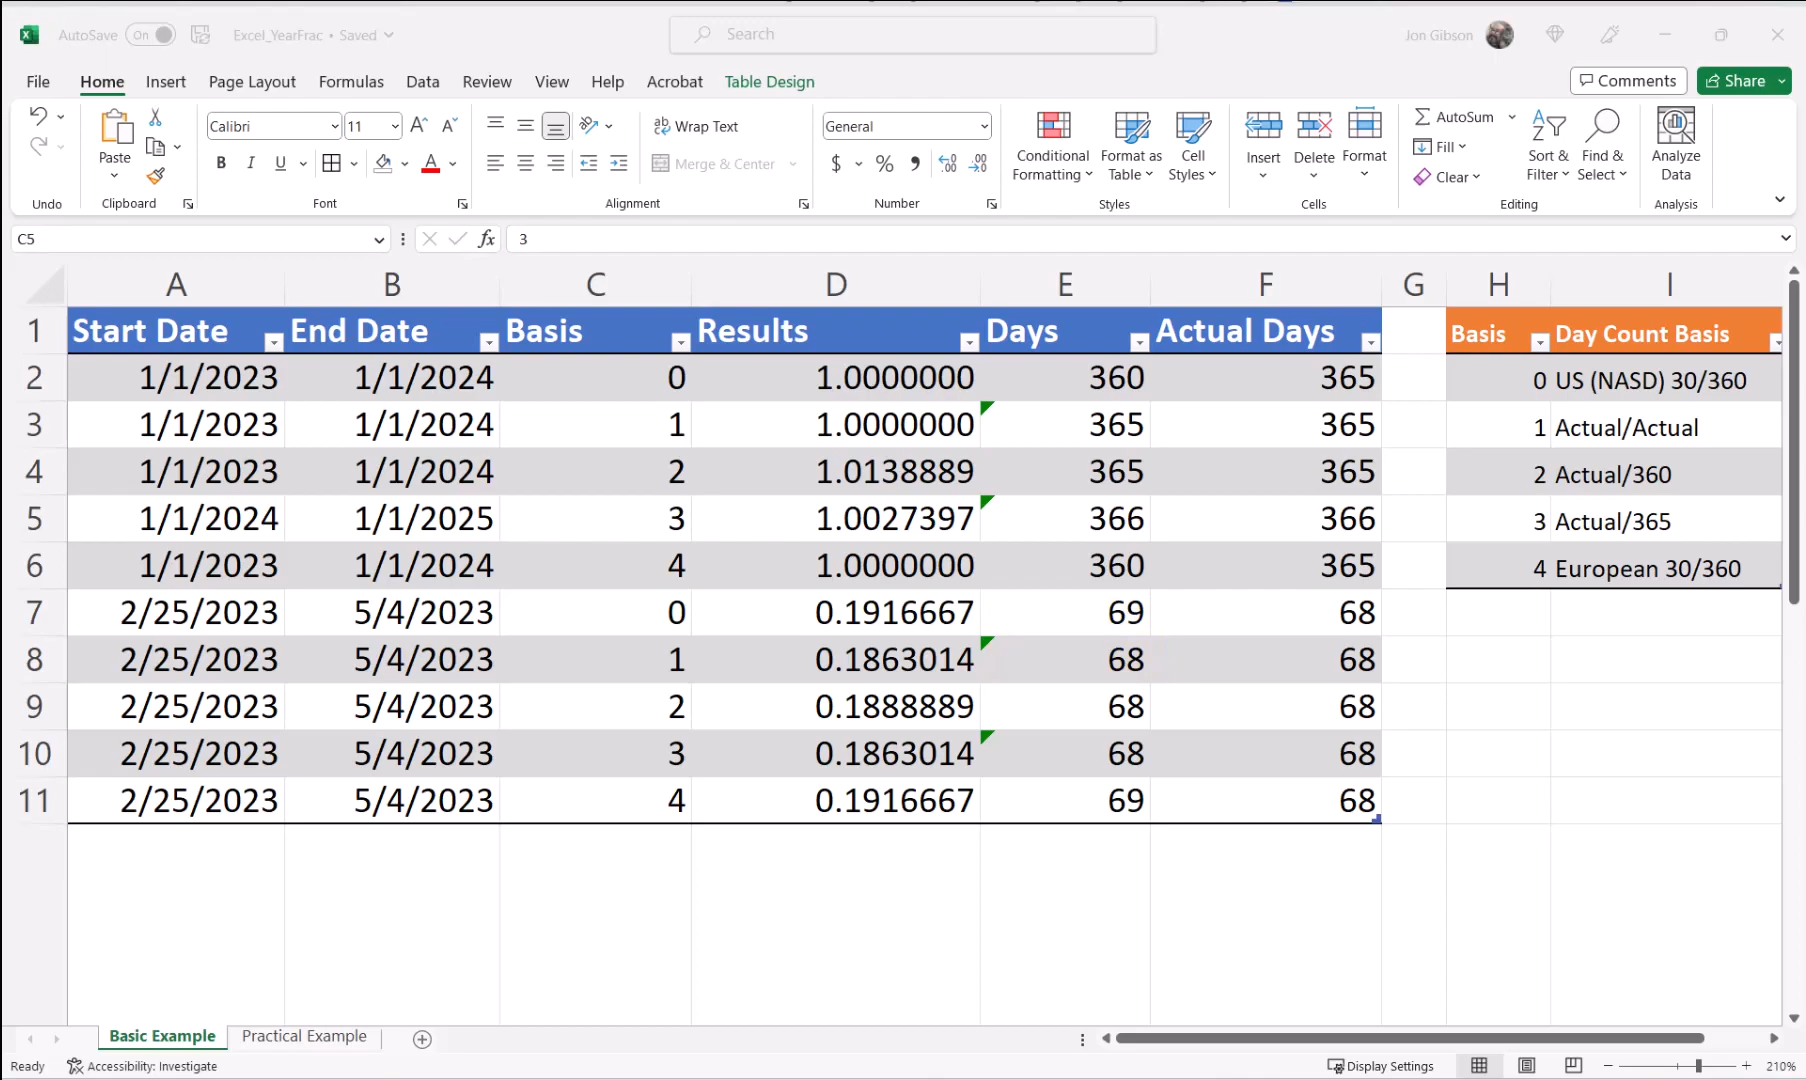 AutoSave On Excel_YearFrac • Saved Search Jon Gibson
File Home Insert Page Layout Formulas Data Review View Help Acrobat Table Design Comments Share
Calibri 11 Wrap Text General AutoSum
Paste Merge & Center $ % Conditional Formatting Format as Table Cell Styles Insert Delete Format Fill Clear Sort & Filter Find & Select Analyze Data
Undo Clipboard Font Alignment Number Styles Cells Editing Analysis
C5 fx 3
A B C D E F G H I
1 Start Date End Date Basis Results Days Actual Days Basis Day Count Basis
2 1/1/2023 1/1/2024 0 1.0000000 360 365 0 US (NASD) 30/360
3 1/1/2023 1/1/2024 1 1.0000000 365 365 1 Actual/Actual
4 1/1/2023 1/1/2024 2 1.0138889 365 365 2 Actual/360
5 1/1/2024 1/1/2025 3 1.0027397 366 366 3 Actual/365
6 1/1/2023 1/1/2024 4 1.0000000 360 365 4 European 30/360
7 2/25/2023 5/4/2023 0 0.1916667 69 68
8 2/25/2023 5/4/2023 1 0.1863014 68 68
9 2/25/2023 5/4/2023 2 0.1888889 68 68
10 2/25/2023 5/4/2023 3 0.1863014 68 68
11 2/25/2023 5/4/2023 4 0.1916667 69 68
Basic Example Practical Example
Ready Accessibility: Investigate Display Settings 210%